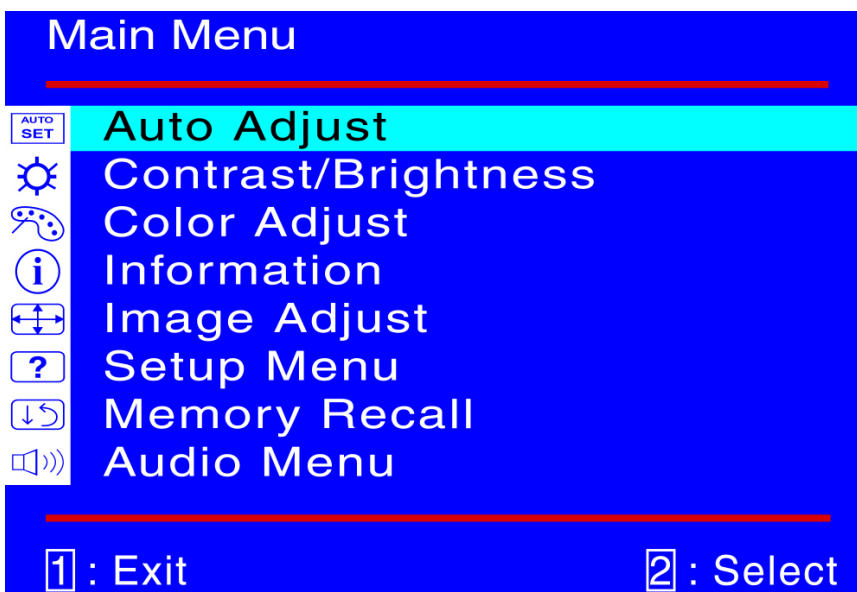 Main Menu
AUTO SET Auto Adjust
Contrast/Brightness
Color Adjust
i Information
Image Adjust
? Setup Menu
Memory Recall
Audio Menu
1 : Exit 2 : Select